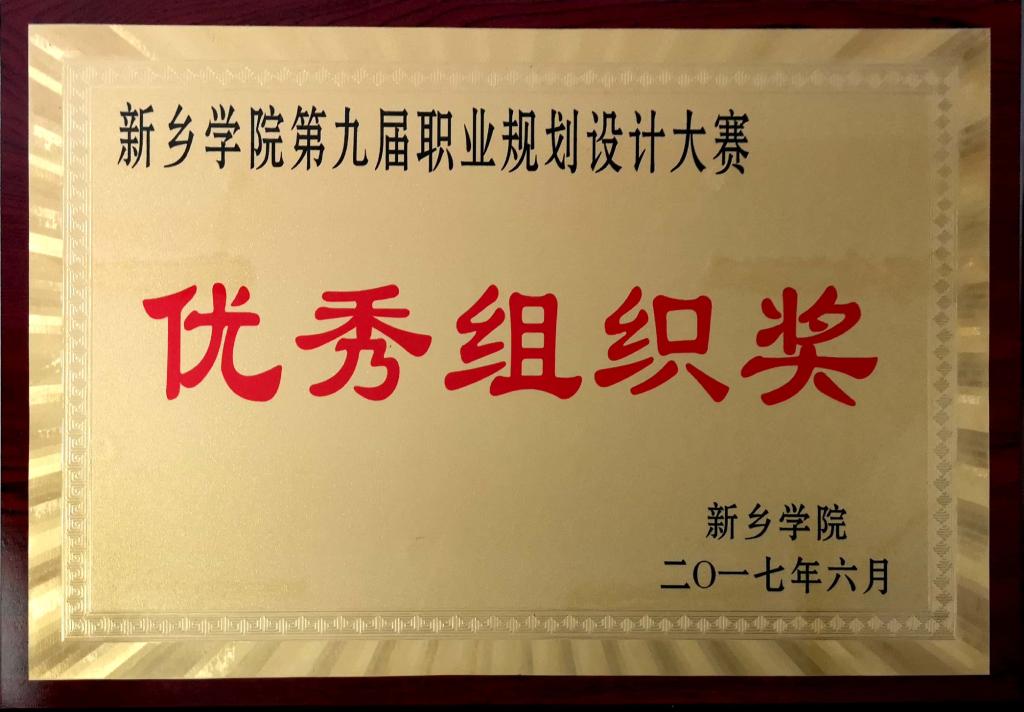 新乡学院第九届职业规划设计大赛
优秀组织奖
新乡学院
二〇一七年六月